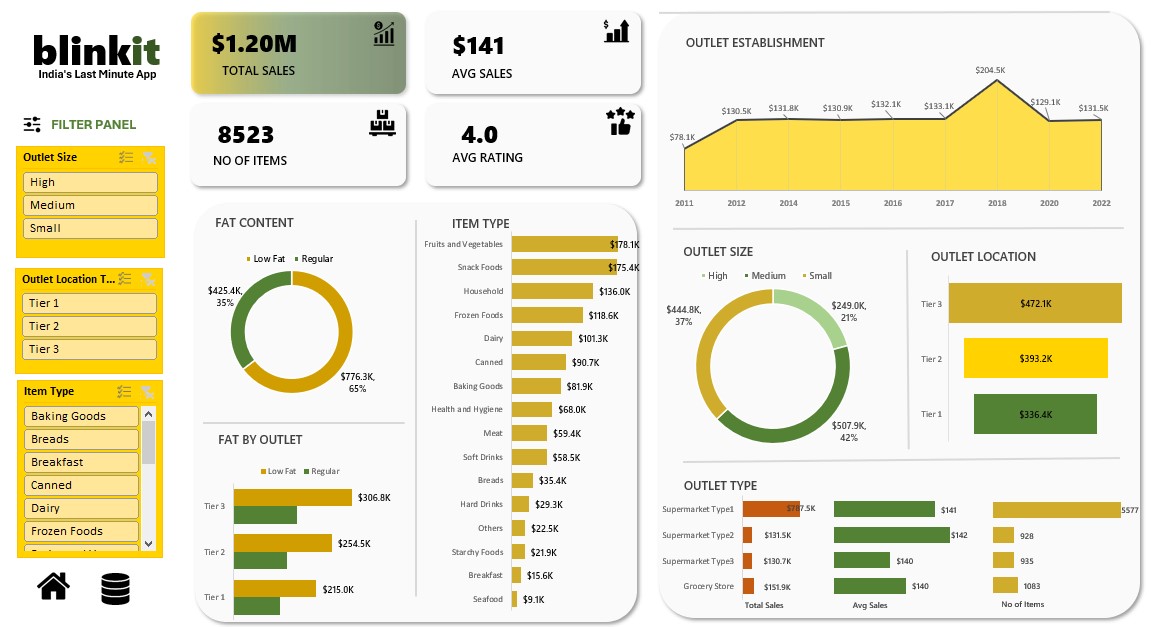 blinkit
India's Last Minute App
FILTER PANEL
Outlet Size
High
Medium
Small
Outlet Location T...
Tier 1
Tier 2
Tier 3
Item Type
Baking Goods
Breads
Breakfast
Canned
Dairy
Frozen Foods
$1.20M
TOTAL SALES
$141
AVG SALES
8523
NO OF ITEMS
4.0
AVG RATING
FAT CONTENT
Low Fat Regular
$425.4K,
35%
$776.3K,
65%
FAT BY OUTLET
Low Fat Regular
Tier 3 $306.8K
Tier 2 $254.5K
Tier 1 $215.0K
ITEM TYPE
Fruits and Vegetables $178.1K
Snack Foods $175.4K
Household $136.0K
Frozen Foods $118.6K
Dairy $101.3K
Canned $90.7K
Baking Goods $81.9K
Health and Hygiene $68.0K
Meat $59.4K
Soft Drinks $58.5K
Breads $35.4K
Hard Drinks $29.3K
Others $22.5K
Starchy Foods $21.9K
Breakfast $15.6K
Seafood $9.1K
OUTLET ESTABLISHMENT
$78.1K $130.5K $131.8K $130.9K $132.1K $133.1K $204.5K $129.1K $131.5K
2011 2012 2014 2015 2016 2017 2018 2020 2022
OUTLET SIZE
High Medium Small
$444.8K,
37%
$249.0K,
21%
$507.9K,
42%
OUTLET LOCATION
Tier 3 $472.1K
Tier 2 $393.2K
Tier 1 $336.4K
OUTLET TYPE
Supermarket Type1 $787.5K $141 5577
Supermarket Type2 $131.5K $142 928
Supermarket Type3 $130.7K $140 935
Grocery Store $151.9K $140 1083
Total Sales Avg Sales No of Items